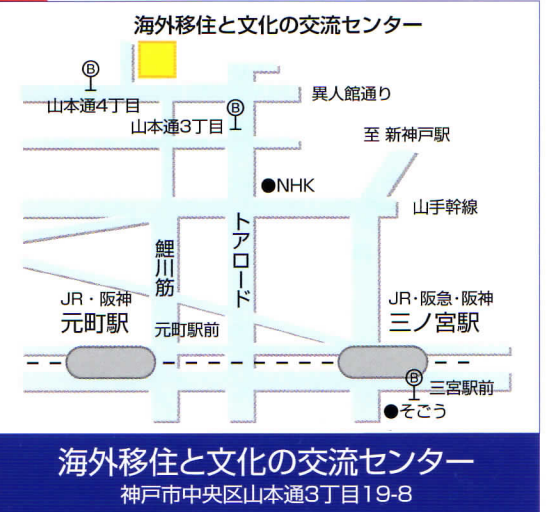 海外移住と文化の交流センター
B
山本通4丁目
B
山本通3丁目
異人館通り
至 新神戸駅
●NHK
山手幹線
トアロード
鯉川筋
JR・阪神
元町駅
元町駅前
JR・阪急・阪神
三ノ宮駅
B
三宮駅前
●そごう
海外移住と文化の交流センター
神戸市中央区山本通3丁目19-8